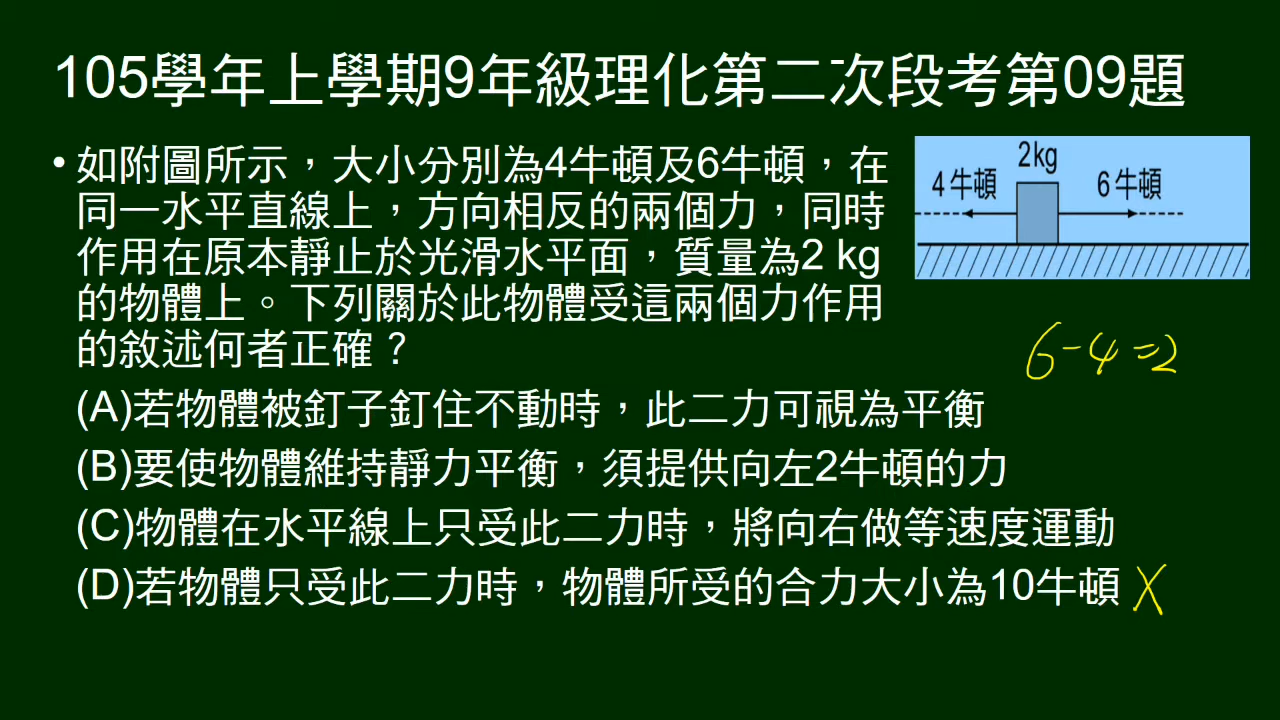 105學年上學期9年級理化第二次段考第09題
• 如附圖所示，大小分別為4牛頓及6牛頓，在
同一水平直線上，方向相反的兩個力，同時
作用在原本靜止於光滑水平面，質量為2 kg
的物體上。下列關於此物體受這兩個力作用
的敘述何者正確？
2kg
4 牛頓
6 牛頓
6-4=2
(A)若物體被釘子釘住不動時，此二力可視為平衡
(B)要使物體維持靜力平衡，須提供向左2牛頓的力
(C)物體在水平線上只受此二力時，將向右做等速度運動
(D)若物體只受此二力時，物體所受的合力大小為10牛頓 X